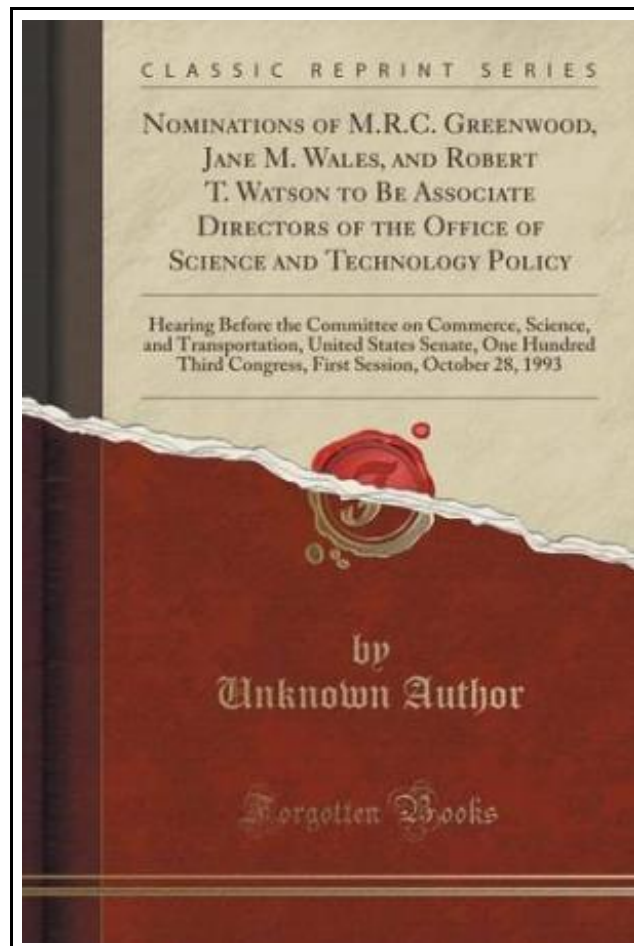 CLASSIC REPRINT SERIES
NOMINATIONS OF M.R.C. GREENWOOD,
JANE M. WALES, AND ROBERT
T. WATSON TO BE ASSOCIATE
DIRECTORS OF THE OFFICE OF
SCIENCE AND TECHNOLOGY POLICY
Hearing Before the Committee on Commerce, Science,
and Transportation, United States Senate, One Hundred
Third Congress, First Session, October 28, 1993
by
Unknown Author
Forgotten Books